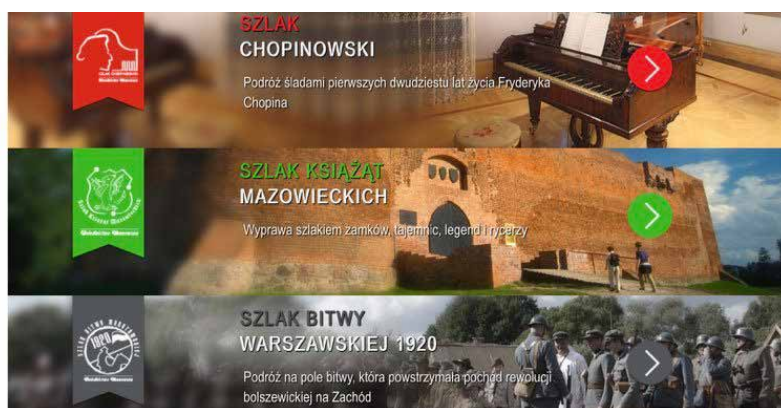 SZLAK
CHOPINOWSKI
Podróż śladami pierwszych dwudziestu lat życia Fryderyka
Chopina
SZLAK KSIĄŻĄT
MAZOWIECKICH
Wyprawa szlakiem zamków, tajemnic, legend i rycerzy
SZLAK BITWY
WARSZAWSKIEJ 1920
Podróż na pole bitwy, która powstrzymała pochód rewolucji
bolszewickiej na Zachód
1920